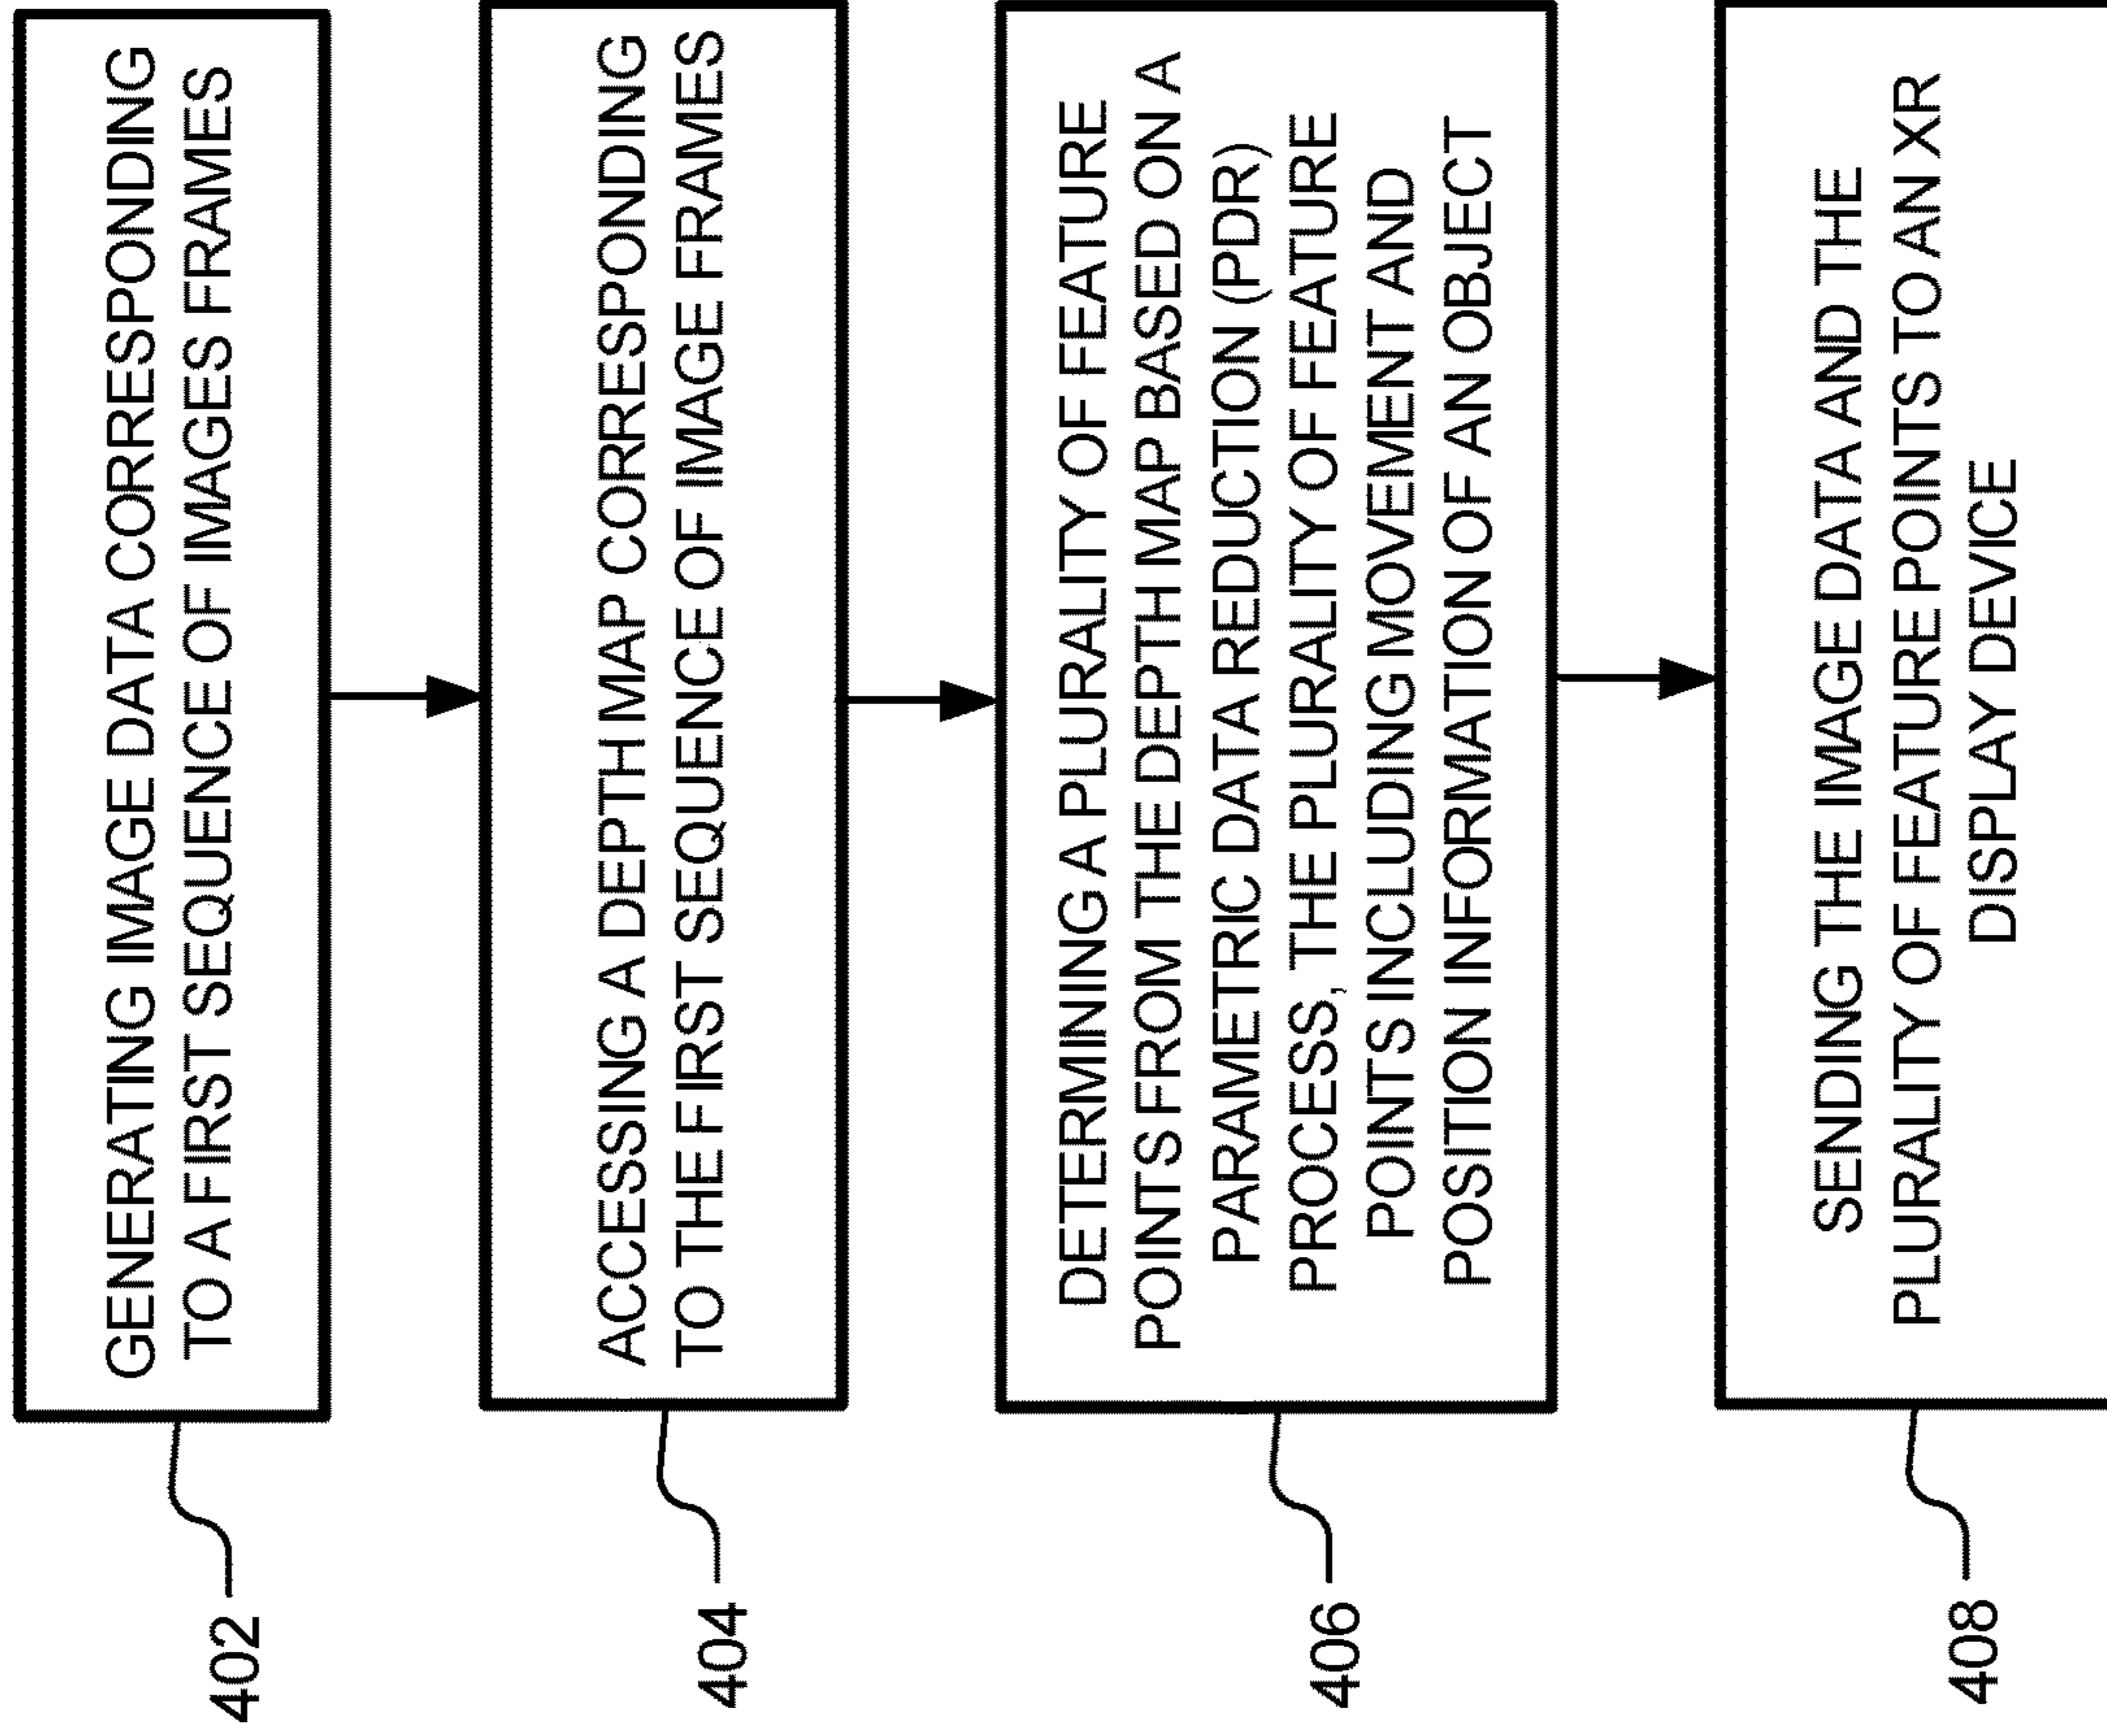 402
GENERATING IMAGE DATA CORRESPONDING
TO A FIRST SEQUENCE OF IMAGES FRAMES
404
ACCESSING A DEPTH MAP CORRESPONDING
TO THE FIRST SEQUENCE OF IMAGE FRAMES
406
DETERMINING A PLURALITY OF FEATURE
POINTS FROM THE DEPTH MAP BASED ON A
PARAMETRIC DATA REDUCTION (PDR)
PROCESS, THE PLURALITY OF FEATURE
POINTS INCLUDING MOVEMENT AND
POSITION INFORMATION OF AN OBJECT
408
SENDING THE IMAGE DATA AND THE
PLURALITY OF FEATURE POINTS TO AN XR
DISPLAY DEVICE